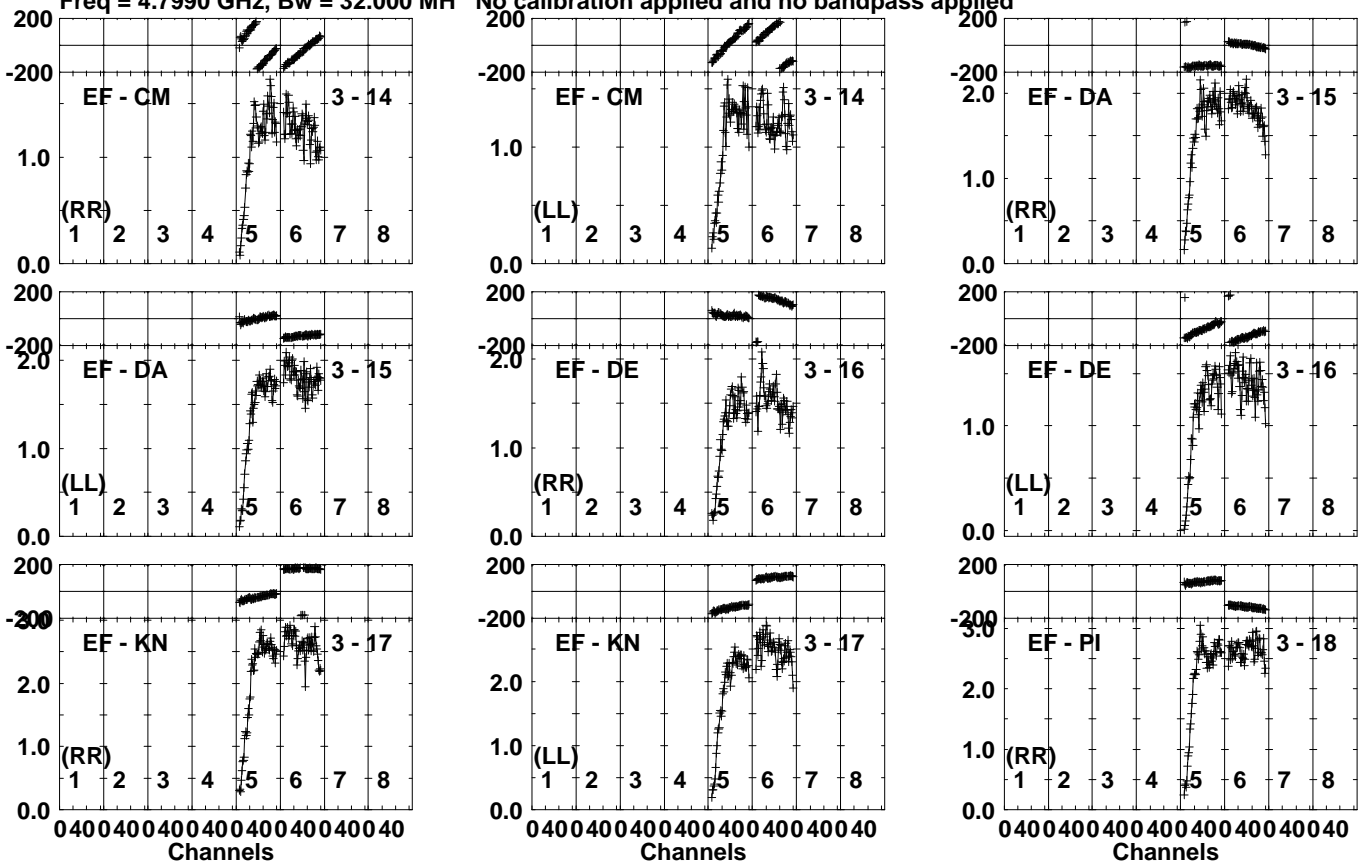 Freq = 4.7990 GHz, Bw = 32.000 MH No calibration applied and no bandpass applied
200 200 200
-200 -200 -200
EF - CM 3 - 14 EF - CM 3 - 14 2.0 EF - DA 3 - 15
1.0 1.0 1.0
(RR) (LL) (RR)
1 2 3 4 5 6 7 8 1 2 3 4 5 6 7 8 1 2 3 4 5 6 7 8
0.0 0.0 0.0
200 200 200
-200 -200 -200
2.0 EF - DA 3 - 15 EF - DE 3 - 16 EF - DE 3 - 16
1.0 1.0 1.0
(LL) (RR) (LL)
1 2 3 4 5 6 7 8 1 2 3 4 5 6 7 8 1 2 3 4 5 6 7 8
0.0 0.0 0.0
200 200 200
-200 -200 -200
3.0 EF - KN 3 - 17 EF - KN 3 - 17 3.0 EF - PI 3 - 18
2.0 2.0 2.0
1.0 1.0 1.0
(RR) (LL) (RR)
1 2 3 4 5 6 7 8 1 2 3 4 5 6 7 8 1 2 3 4 5 6 7 8
0.0 0.0 0.0
0 40 0 40 0 40 0 40 0 40 0 40 0 40 0 40 0 40 0 40 0 40 0 40 0 40 0 40 0 40 0 40 0 40 0 40 0 40 0 40 0 40 0 40 0 40 0 40
Channels Channels Channels